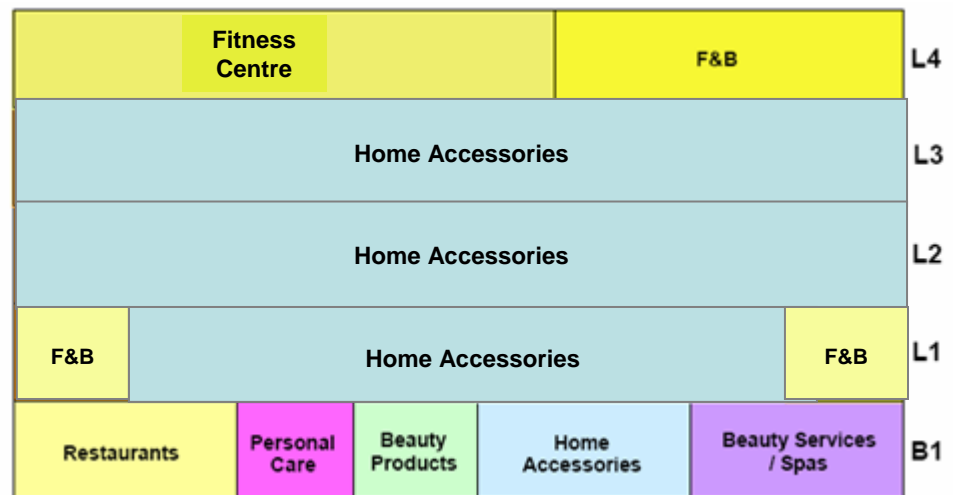 Fitness
Centre
F&B
L4
Home Accessories
L3
Home Accessories
L2
F&B
Home Accessories
F&B
L1
Restaurants
Personal
Care
Beauty
Products
Home
Accessories
Beauty Services
/ Spas
B1